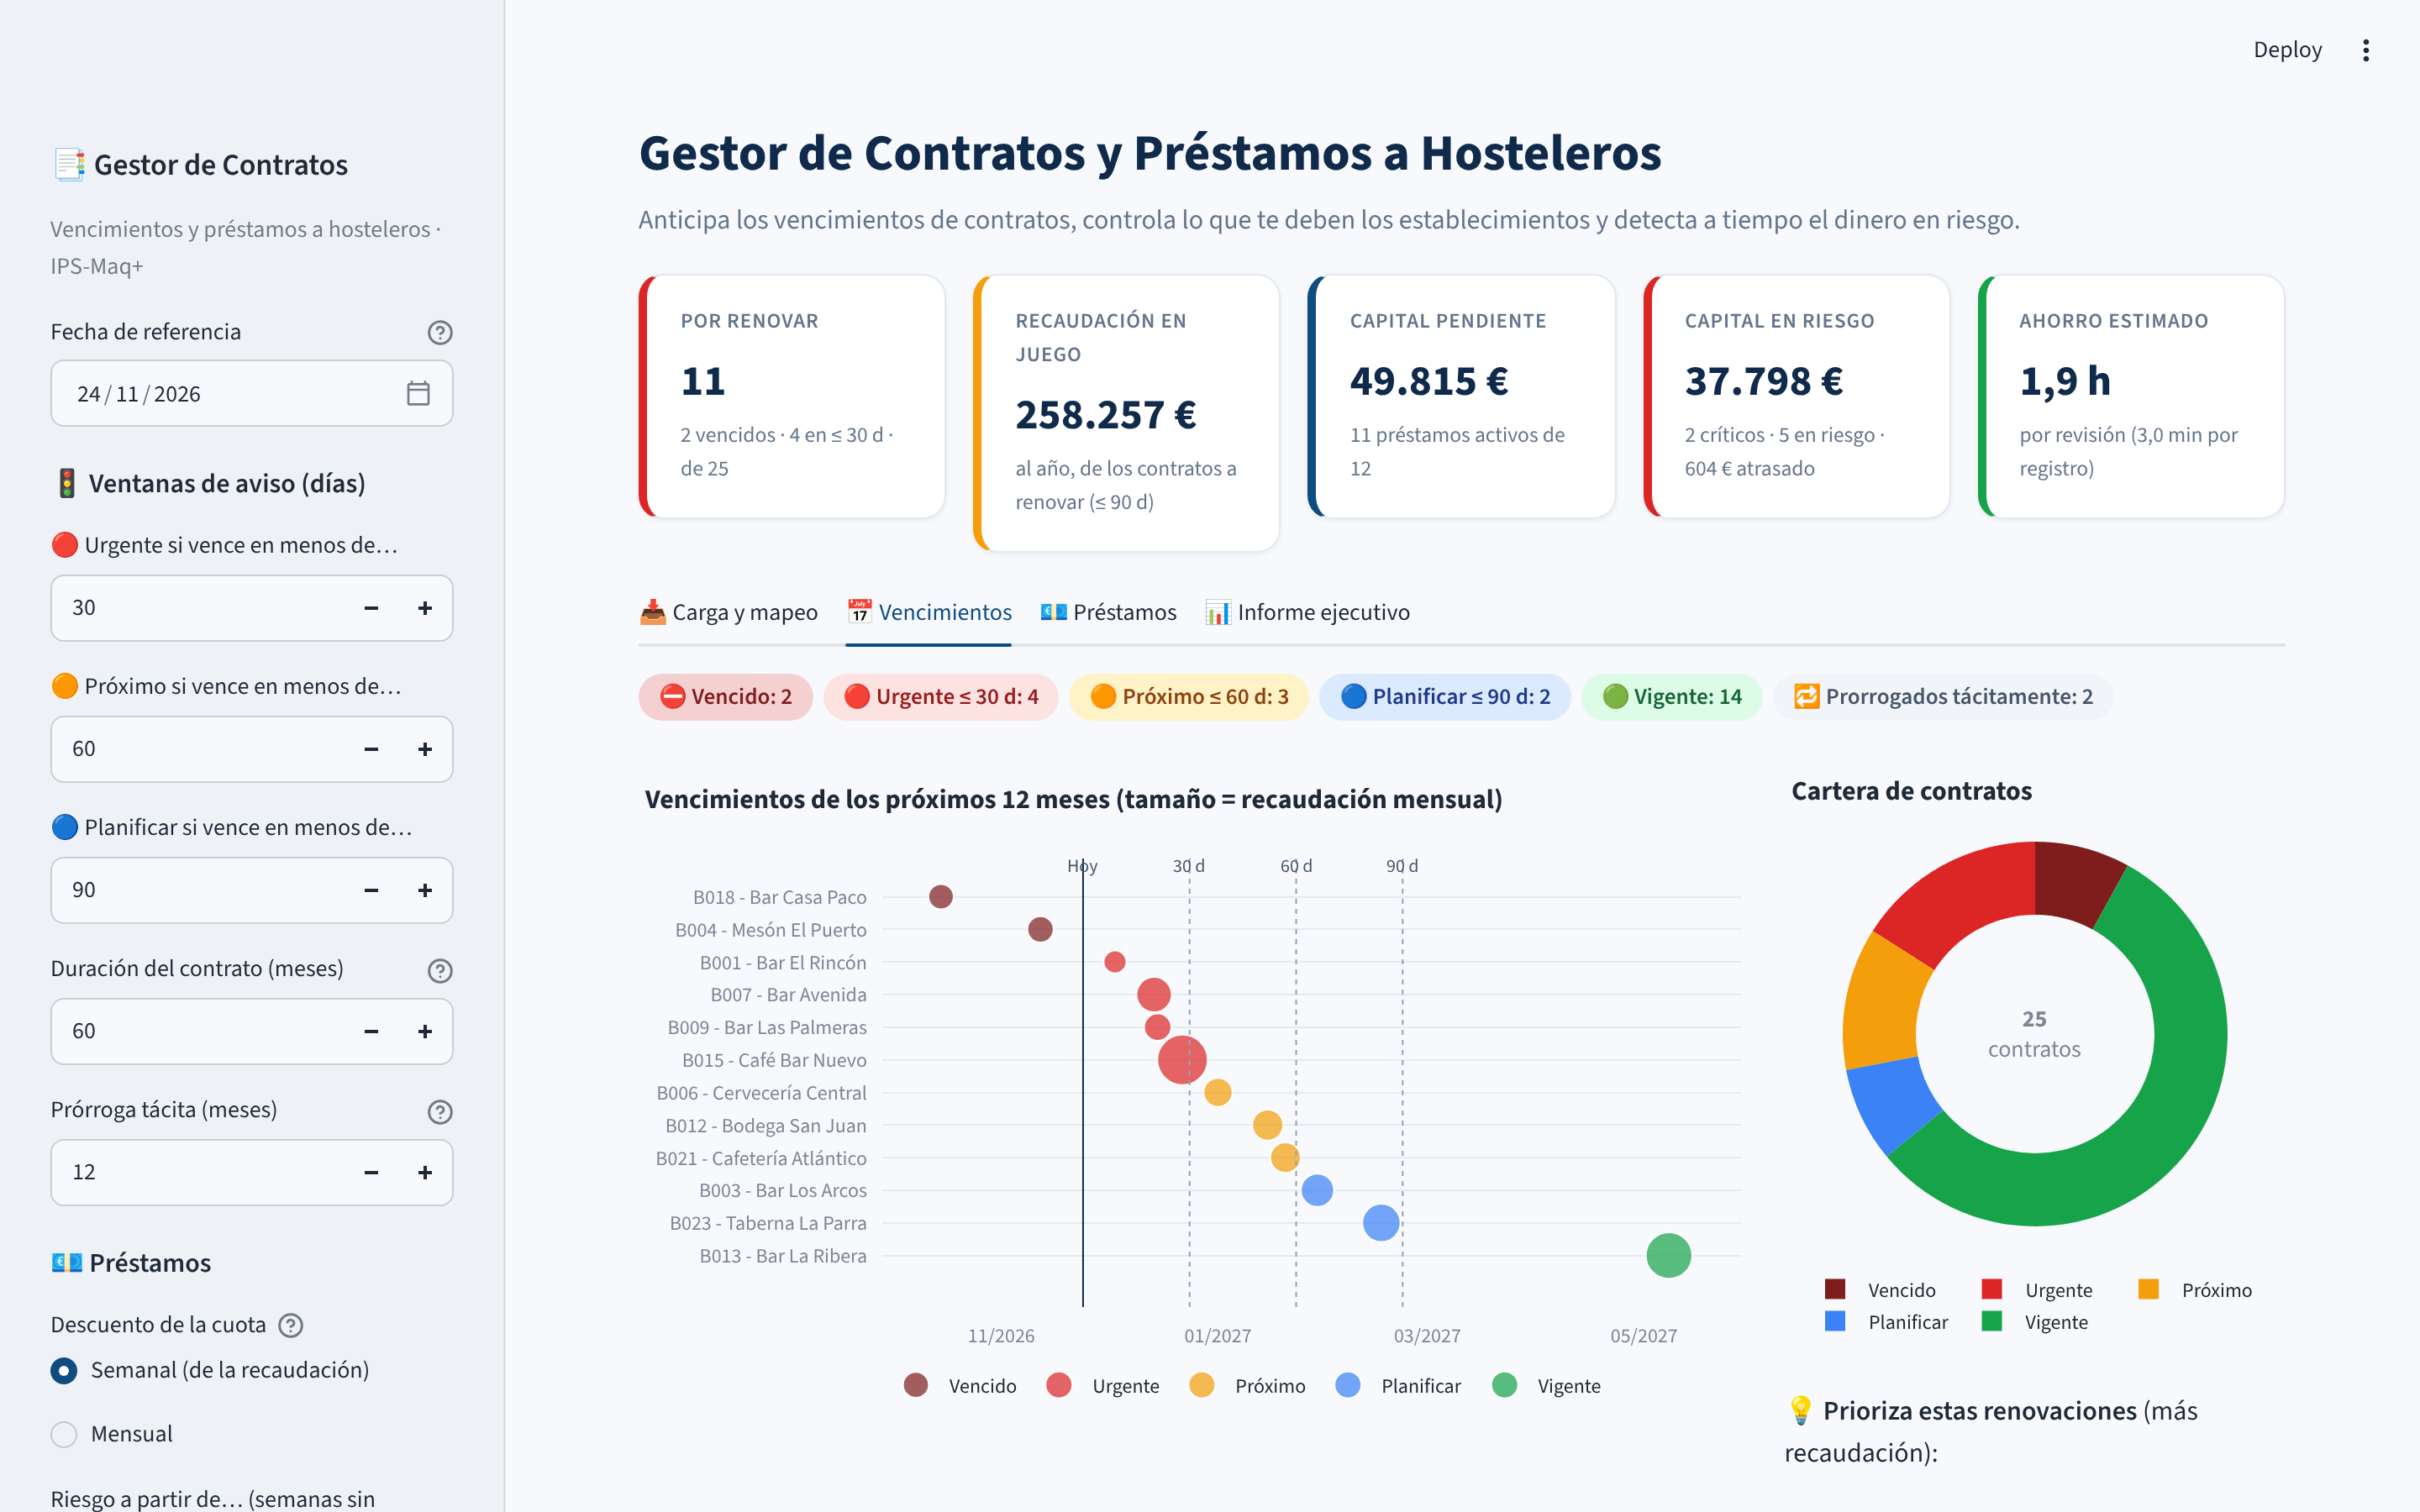 Deploy
📑 Gestor de Contratos
Vencimientos y préstamos a hosteleros ·
IPS-Maq+
Fecha de referencia
24/11/2026
🚦 Ventanas de aviso (días)
🔴 Urgente si vence en menos de…
30
🟠 Próximo si vence en menos de…
60
🔵 Planificar si vence en menos de…
90
Duración del contrato (meses)
60
Prórroga tácita (meses)
12
💶 Préstamos
Descuento de la cuota
Semanal (de la recaudación)
Mensual
Riesgo a partir de… (semanas sin
Gestor de Contratos y Préstamos a Hosteleros
Anticipa los vencimientos de contratos, controla lo que te deben los establecimientos y detecta a tiempo el dinero en riesgo.
POR RENOVAR
11
2 vencidos · 4 en ≤ 30 d ·
de 25
RECAUDACIÓN EN
JUEGO
258.257 €
al año, de los contratos a
renovar (≤ 90 d)
CAPITAL PENDIENTE
49.815 €
11 préstamos activos de
12
CAPITAL EN RIESGO
37.798 €
2 críticos · 5 en riesgo ·
604 € atrasado
AHORRO ESTIMADO
1,9 h
por revisión (3,0 min por
registro)
📥 Carga y mapeo 📅 Vencimientos 💶 Préstamos 📊 Informe ejecutivo
⛔ Vencido: 2 🔴 Urgente ≤ 30 d: 4 🟠 Próximo ≤ 60 d: 3 🔵 Planificar ≤ 90 d: 2 🟢 Vigente: 14 🔁 Prorrogados tácitamente: 2
Vencimientos de los próximos 12 meses (tamaño = recaudación mensual)
Hoy 30 d 60 d 90 d
B018 - Bar Casa Paco
B004 - Mesón El Puerto
B001 - Bar El Rincón
B007 - Bar Avenida
B009 - Bar Las Palmeras
B015 - Café Bar Nuevo
B006 - Cervecería Central
B012 - Bodega San Juan
B021 - Cafetería Atlántico
B003 - Bar Los Arcos
B023 - Taberna La Parra
B013 - Bar La Ribera
11/2026 01/2027 03/2027 05/2027
Vencido Urgente Próximo Planificar Vigente
Cartera de contratos
25
contratos
Vencido Urgente Próximo
Planificar Vigente
💡 Prioriza estas renovaciones (más
recaudación):